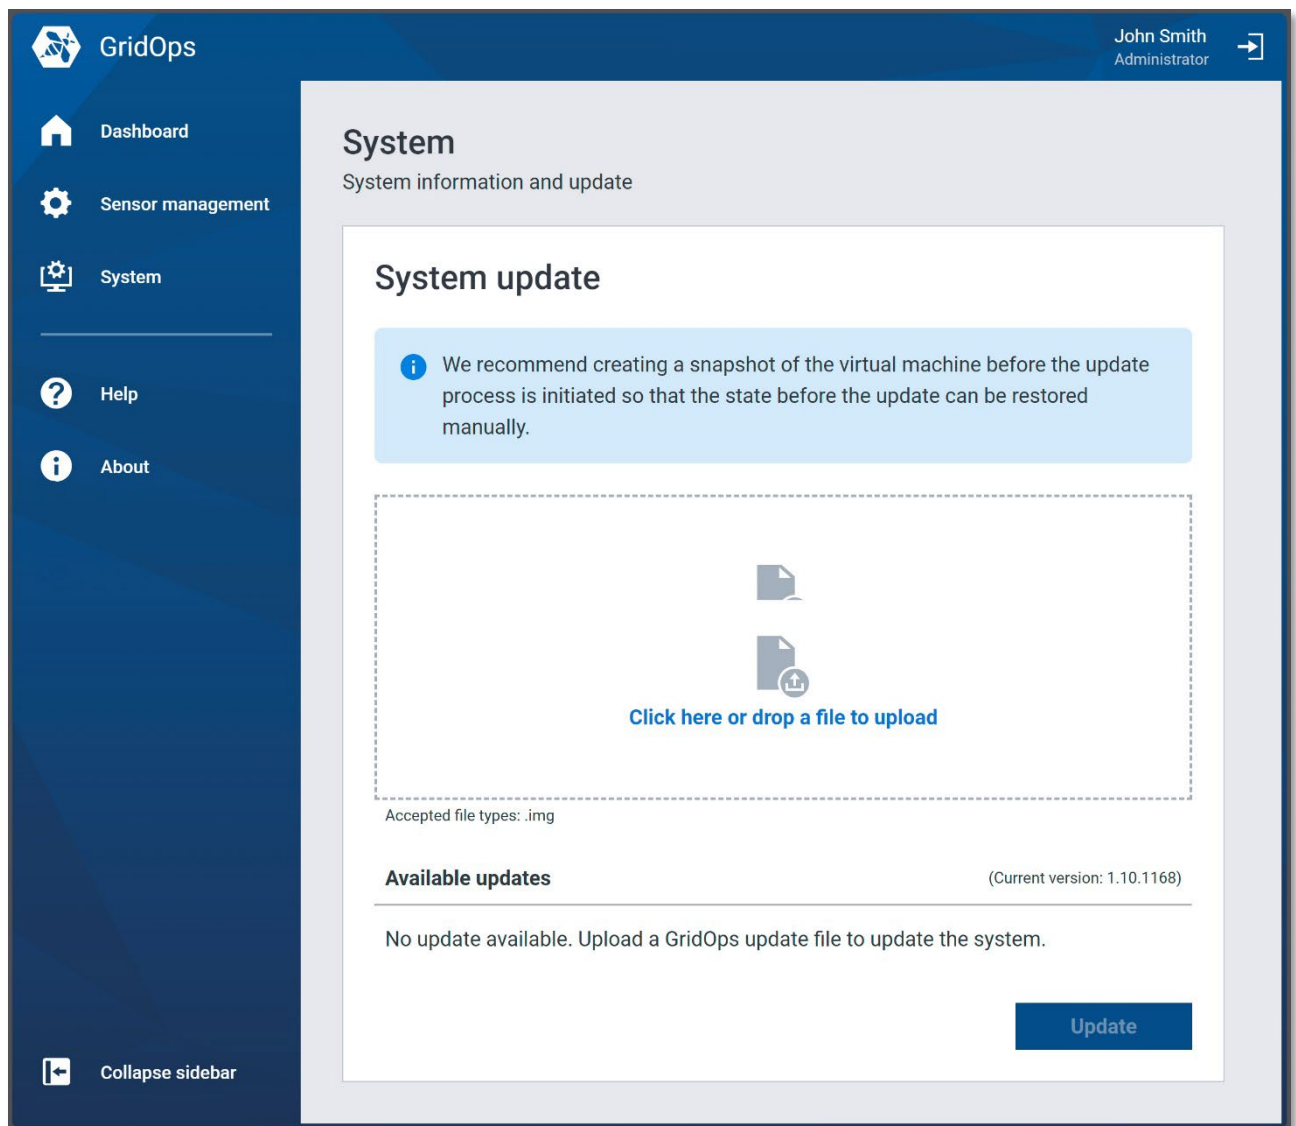 GridOps
John Smith
Administrator
Dashboard
Sensor management
System
Help
About
Collapse sidebar
System
System information and update
System update
We recommend creating a snapshot of the virtual machine before the update
process is initiated so that the state before the update can be restored
manually.
Click here or drop a file to upload
Accepted file types: .img
Available updates
(Current version: 1.10.1168)
No update available. Upload a GridOps update file to update the system.
Update